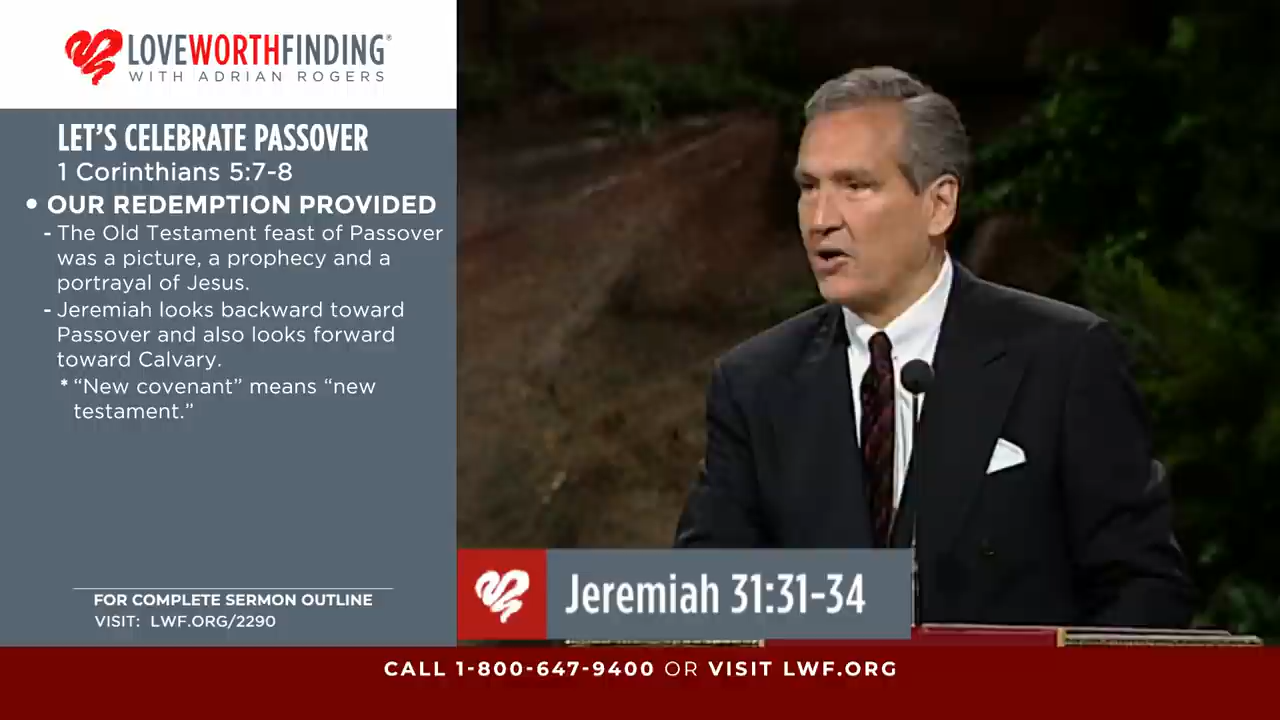 LOVEWORTHFINDING®
WITH ADRIAN ROGERS
LET'S CELEBRATE PASSOVER
1 Corinthians 5:7-8
• OUR REDEMPTION PROVIDED
- The Old Testament feast of Passover
was a picture, a prophecy and a
portrayal of Jesus.
- Jeremiah looks backward toward
Passover and also looks forward
toward Calvary.
* “New covenant” means “new
testament.”
FOR COMPLETE SERMON OUTLINE
VISIT: LWF.ORG/2290
Jeremiah 31:31-34
CALL 1-800-647-9400 OR VISIT LWF.ORG